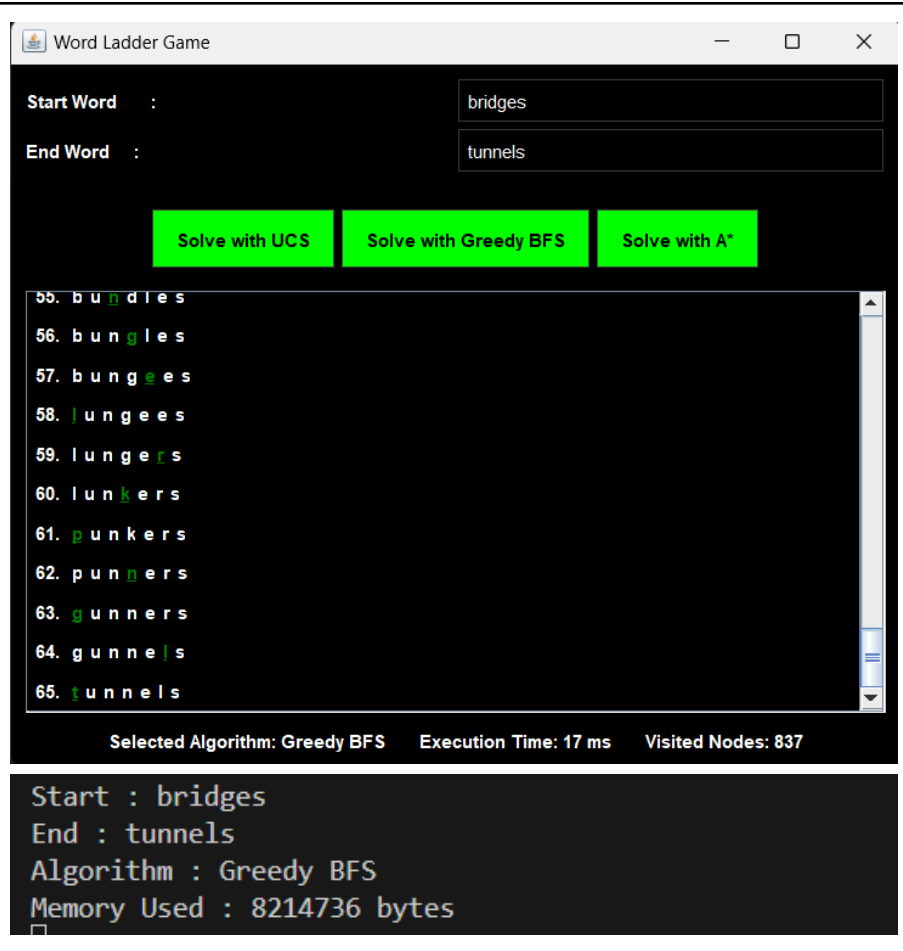 Word Ladder Game
Start Word :
bridges
End Word :
tunnels
Solve with UCS Solve with Greedy BFS Solve with A*
55. b u n d l e s
56. b u n g l e s
57. b u n g e e s
58. l u n g e e s
59. l u n g e r s
60. l u n k e r s
61. p u n k e r s
62. p u n n e r s
63. g u n n e r s
64. g u n n e l s
65. t u n n e l s
Selected Algorithm: Greedy BFS Execution Time: 17 ms Visited Nodes: 837
Start : bridges
End : tunnels
Algorithm : Greedy BFS
Memory Used : 8214736 bytes